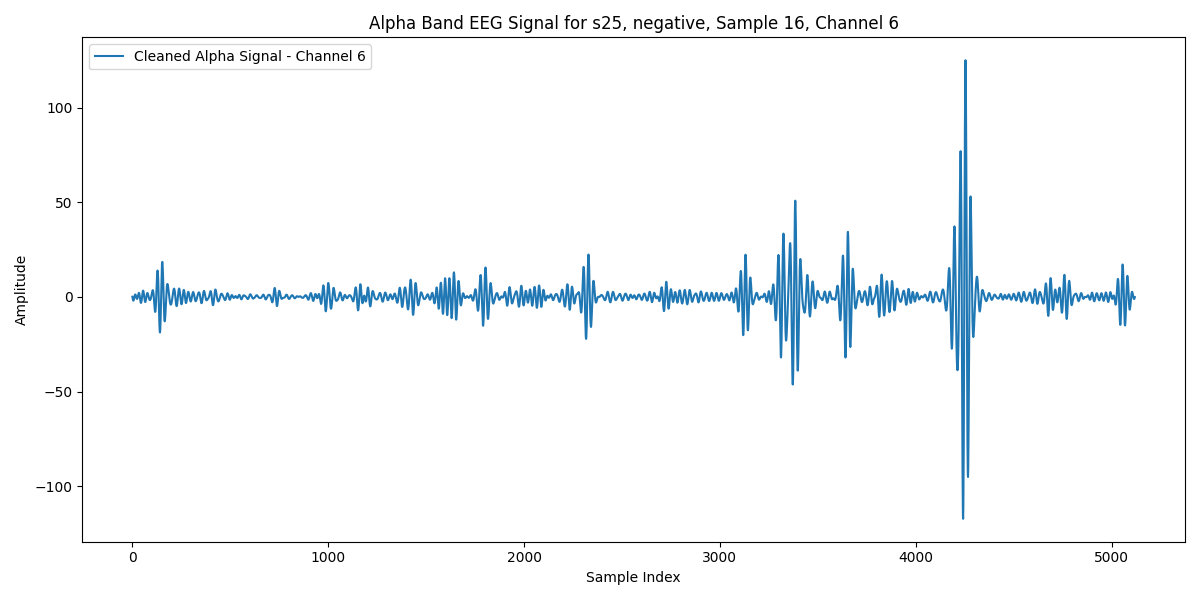 Alpha Band EEG Signal for s25, negative, Sample 16, Channel 6
Cleaned Alpha Signal - Channel 6
Amplitude
100
50
0
−50
−100
0 1000 2000 3000 4000 5000
Sample Index